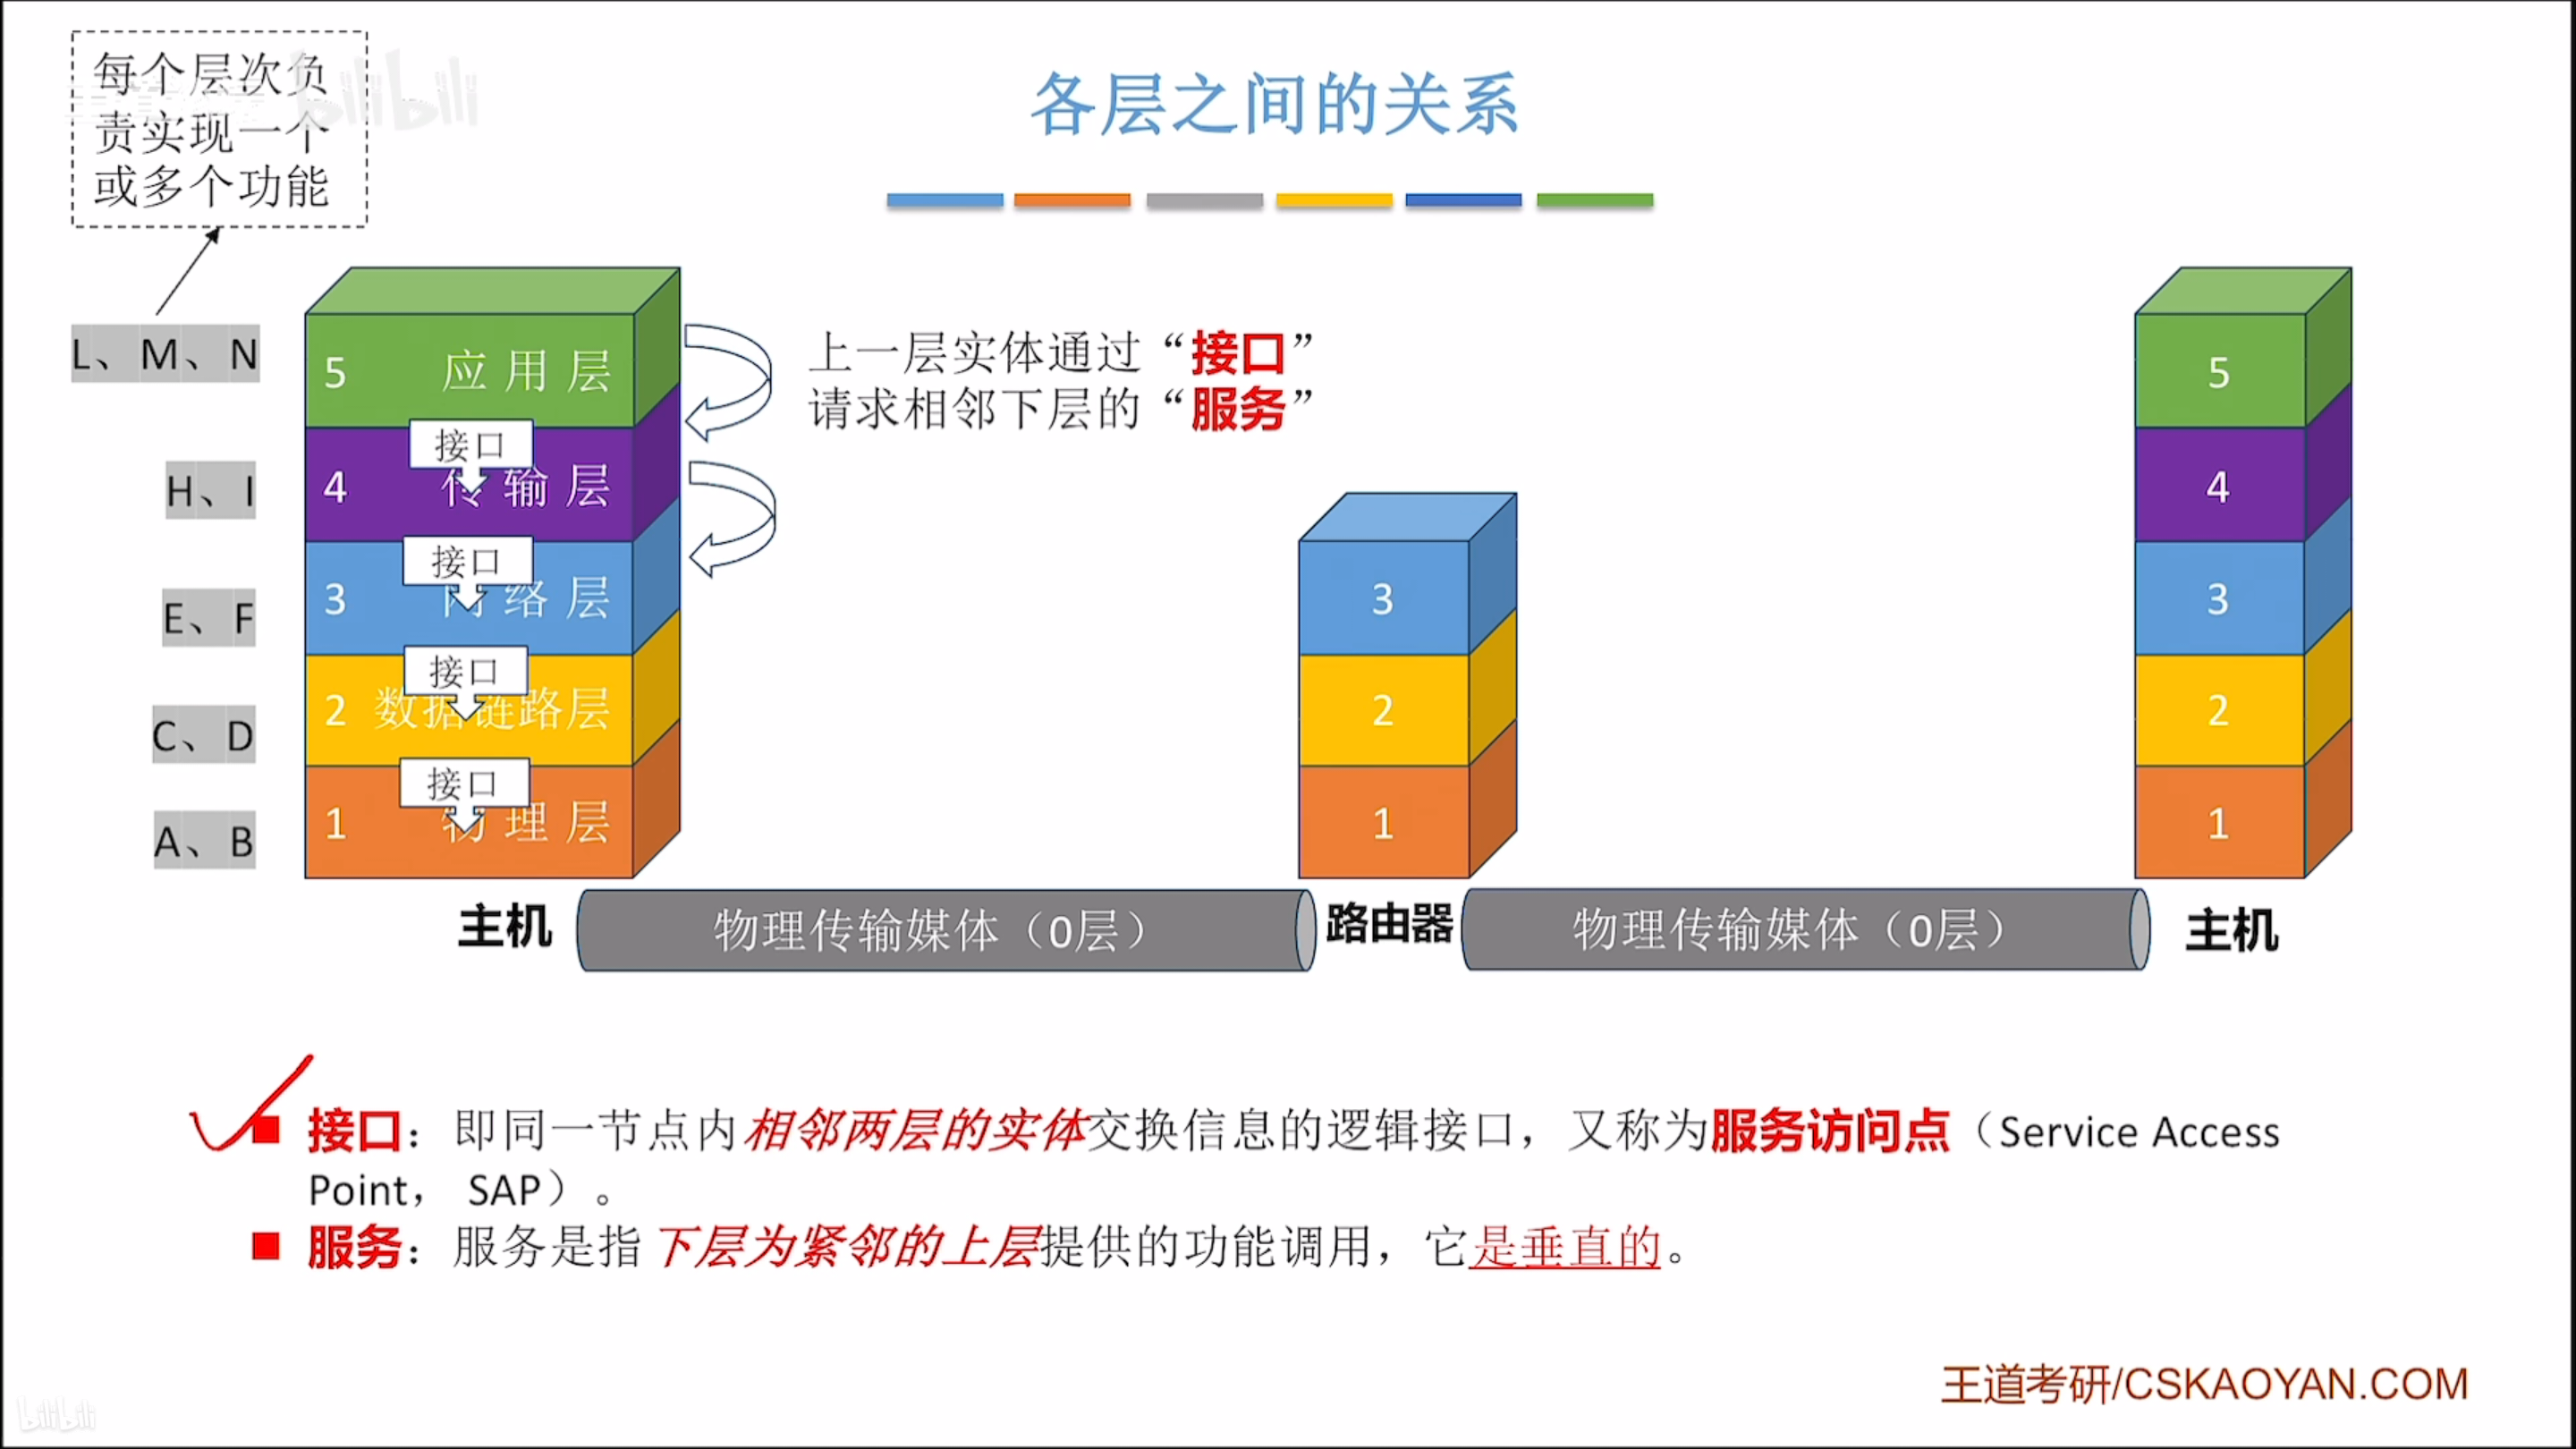 每个层次负
责实现一个
或多个功能
bilibili
各层之间的关系
L、M、N
H、I
E、F
C、D
A、B
5 应用层
接口
4 传输层
接口
3 网络层
接口
2 数据链路层
接口
1 物理层
上一层实体通过“接口”
请求相邻下层的“服务”
3
2
1
5
4
3
2
1
主机
物理传输媒体（0层）
路由器
物理传输媒体（0层）
主机
接口：即同一节点内相邻两层的实体交换信息的逻辑接口，又称为服务访问点（Service Access
Point， SAP）。
服务：服务是指下层为紧邻的上层提供的功能调用，它是垂直的。
王道考研/CSKAOYAN.COM
bilibili